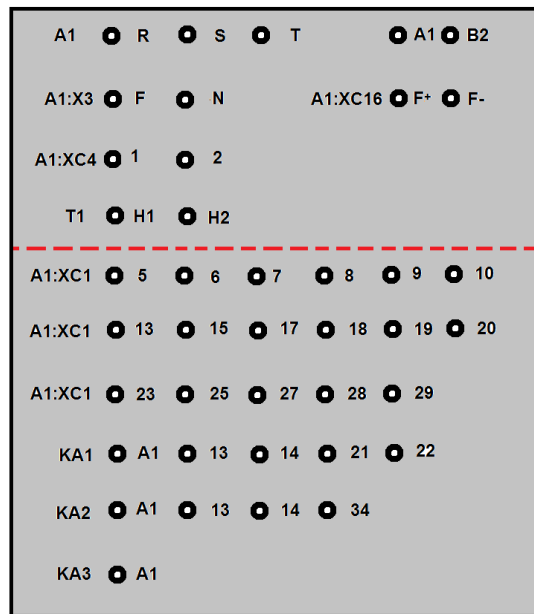 A1 R S T A1 B2
A1:X3 F N A1:XC16 F+ F-
A1:XC4 1 2
T1 H1 H2
A1:XC1 5 6 7 8 9 10
A1:XC1 13 15 17 18 19 20
A1:XC1 23 25 27 28 29
KA1 A1 13 14 21 22
KA2 A1 13 14 34
KA3 A1